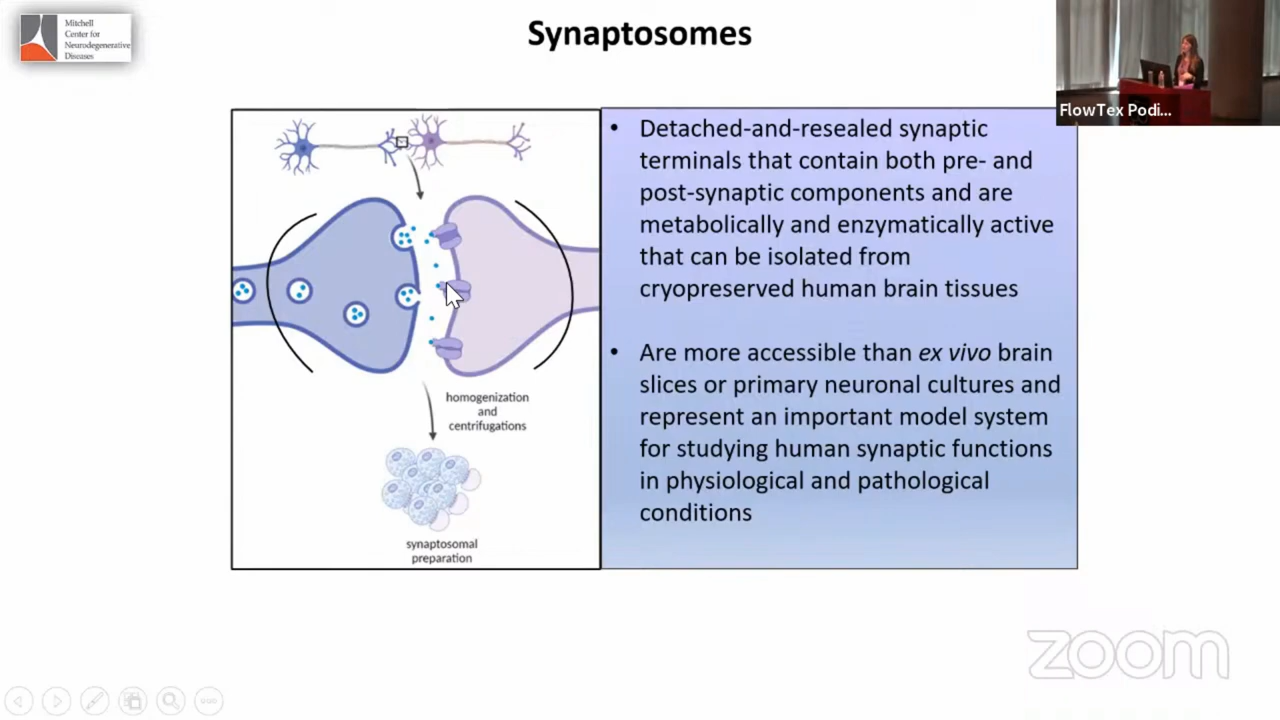 Mitchell
Center for
Neurodegenerative
Diseases
Synaptosomes
FlowTex Podi...
• Detached-and-resealed synaptic
terminals that contain both pre- and
post-synaptic components and are
metabolically and enzymatically active
that can be isolated from
cryopreserved human brain tissues
• Are more accessible than ex vivo brain
slices or primary neuronal cultures and
represent an important model system
for studying human synaptic functions
in physiological and pathological
conditions
homogenization
and
centrifugations
synaptosomal
preparation
zoom